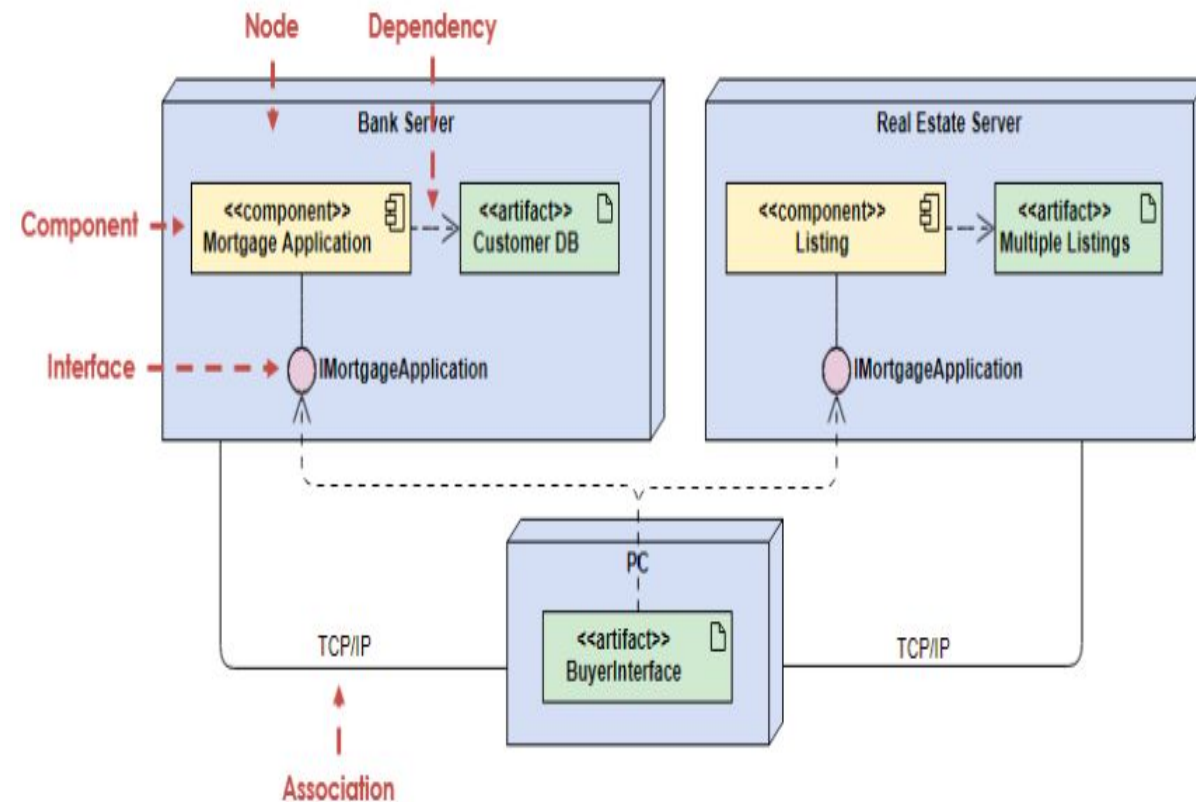 Node
Dependency
Bank Server
Real Estate Server
Component
<<component>>
Mortgage Application
<<artifact>>
Customer DB
<<component>>
Listing
<<artifact>>
Multiple Listings
Interface
IMortgageApplication
IMortgageApplication
PC
<<artifact>>
BuyerInterface
TCP/IP
TCP/IP
Association